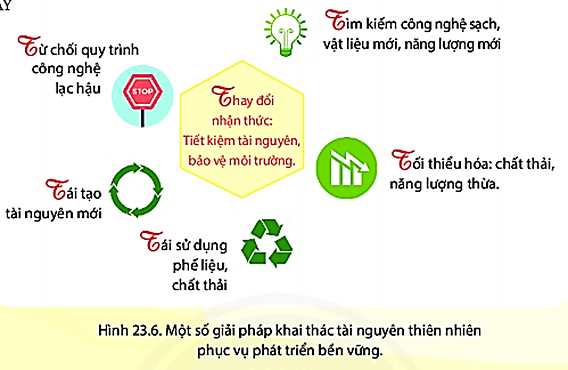 Từ chối quy trình
công nghệ
lạc hậu
STOP
Tìm kiếm công nghệ sạch,
vật liệu mới, năng lượng mới
Thay đổi
nhận thức:
Tiết kiệm tài nguyên,
bảo vệ môi trường.
Tối thiểu hóa: chất thải,
năng lượng thừa.
Tái tạo
tài nguyên mới
Tái sử dụng
phế liệu,
chất thải
Hình 23.6. Một số giải pháp khai thác tài nguyên thiên nhiên
phục vụ phát triển bền vững.